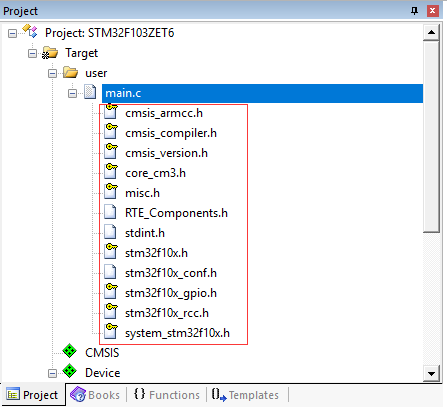 Project
Project: STM32F103ZET6
Target
user
main.c
cmsis_armcc.h
cmsis_compiler.h
cmsis_version.h
core_cm3.h
misc.h
RTE_Components.h
stdint.h
stm32f10x.h
stm32f10x_conf.h
stm32f10x_gpio.h
stm32f10x_rcc.h
system_stm32f10x.h
CMSIS
Device
Project Books {} Functions 0 Templates